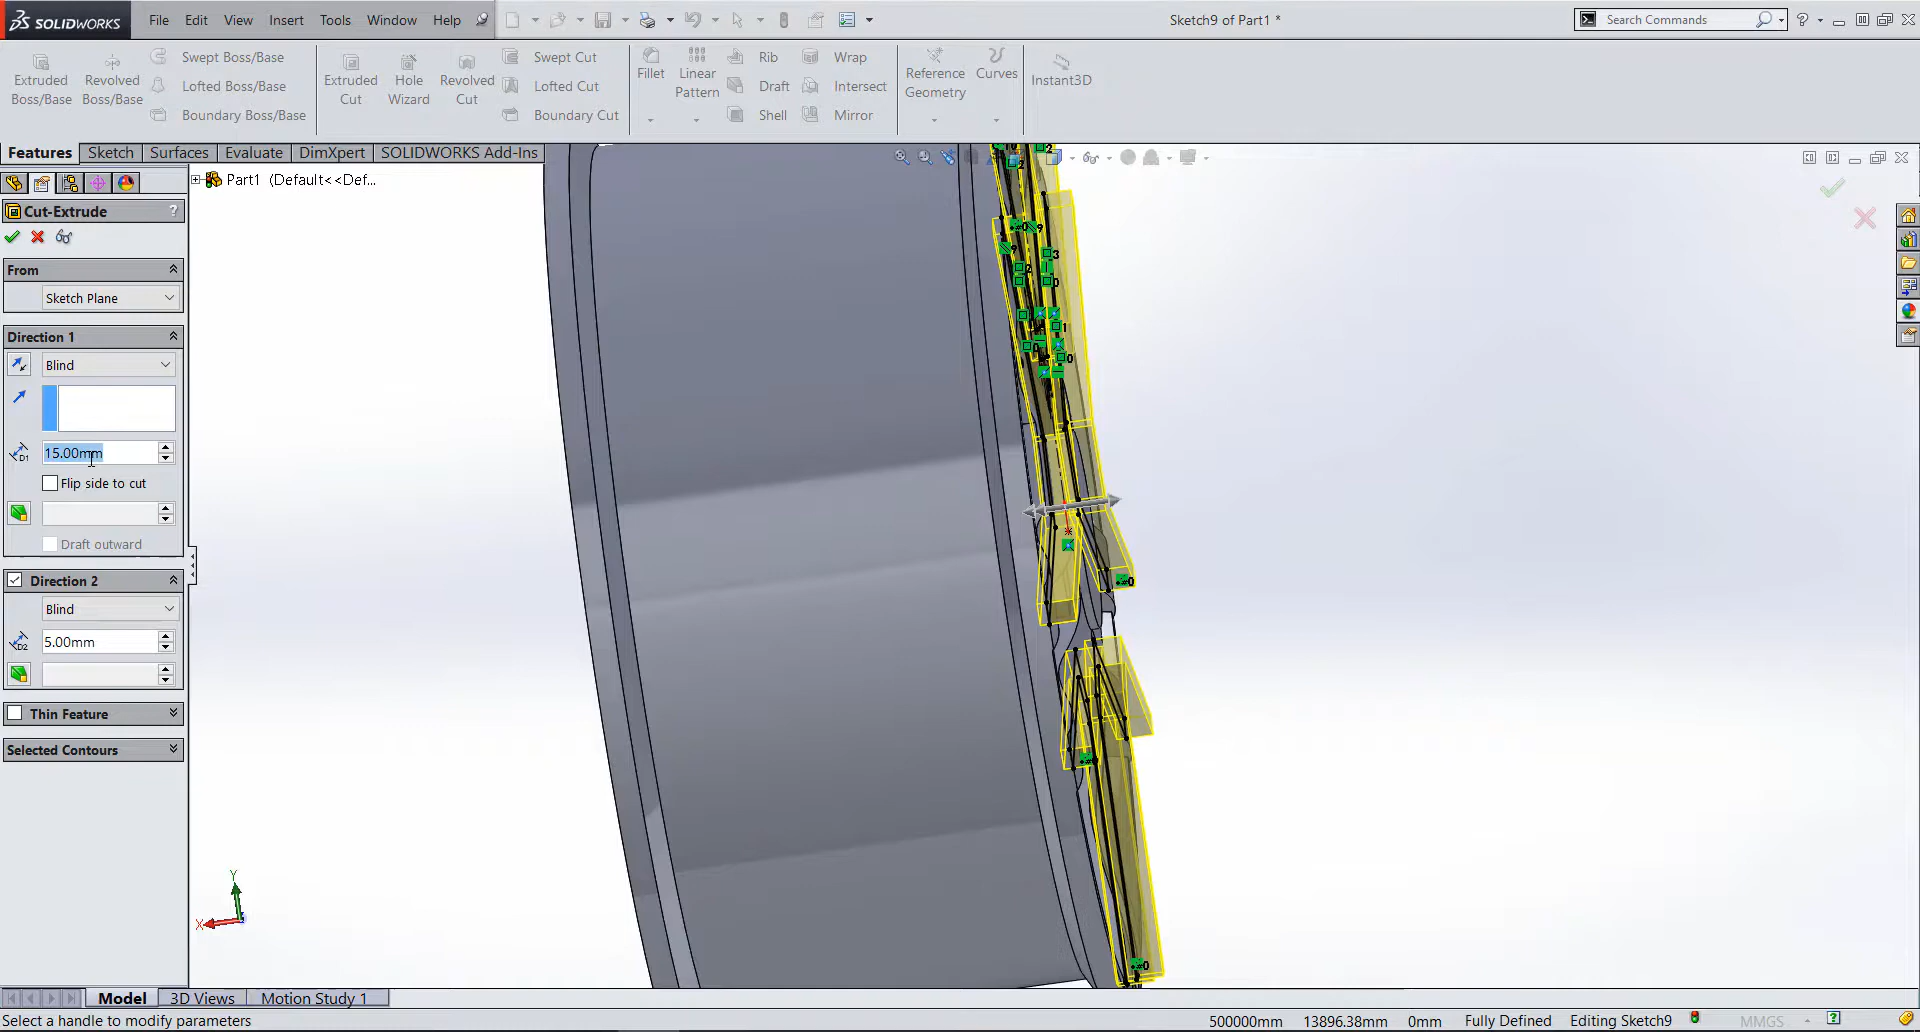 SOLIDWORKS File Edit View Insert Tools Window Help Sketch9 of Part1 * Search Commands ?
Extruded Boss/Base Revolved Boss/Base Swept Boss/Base Lofted Boss/Base Boundary Boss/Base Extruded Cut Hole Wizard Revolved Cut Swept Cut Lofted Cut Boundary Cut Fillet Linear Pattern Rib Draft Shell Wrap Intersect Mirror Reference Geometry Curves Instant3D
Features Sketch Surfaces Evaluate DimXpert SOLIDWORKS Add-Ins
Part1 (Default<<Def...
Cut-Extrude ?
From
Sketch Plane
Direction 1
Blind
D1 15.00mm
Flip side to cut
Draft outward
Direction 2
Blind
D2 5.00mm
Thin Feature
Selected Contours
Y
X
Model 3D Views Motion Study 1
Select a handle to modify parameters 500000mm 13896.38mm 0mm Fully Defined Editing Sketch9 MMGS ?